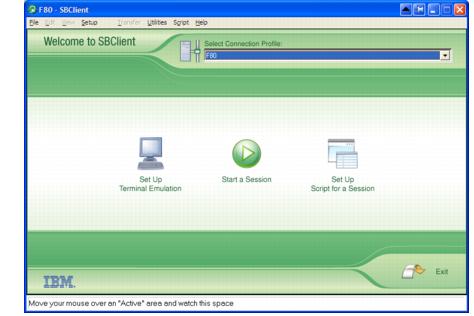 F80 - SBClient
File Edit View Setup Transfer Utilities Script Help
Welcome to SBClient
Select Connection Profile:
F80
Set Up
Terminal Emulation
Start a Session
Set Up
Script for a Session
Exit
IBM.
Move your mouse over an "Active" area and watch this space